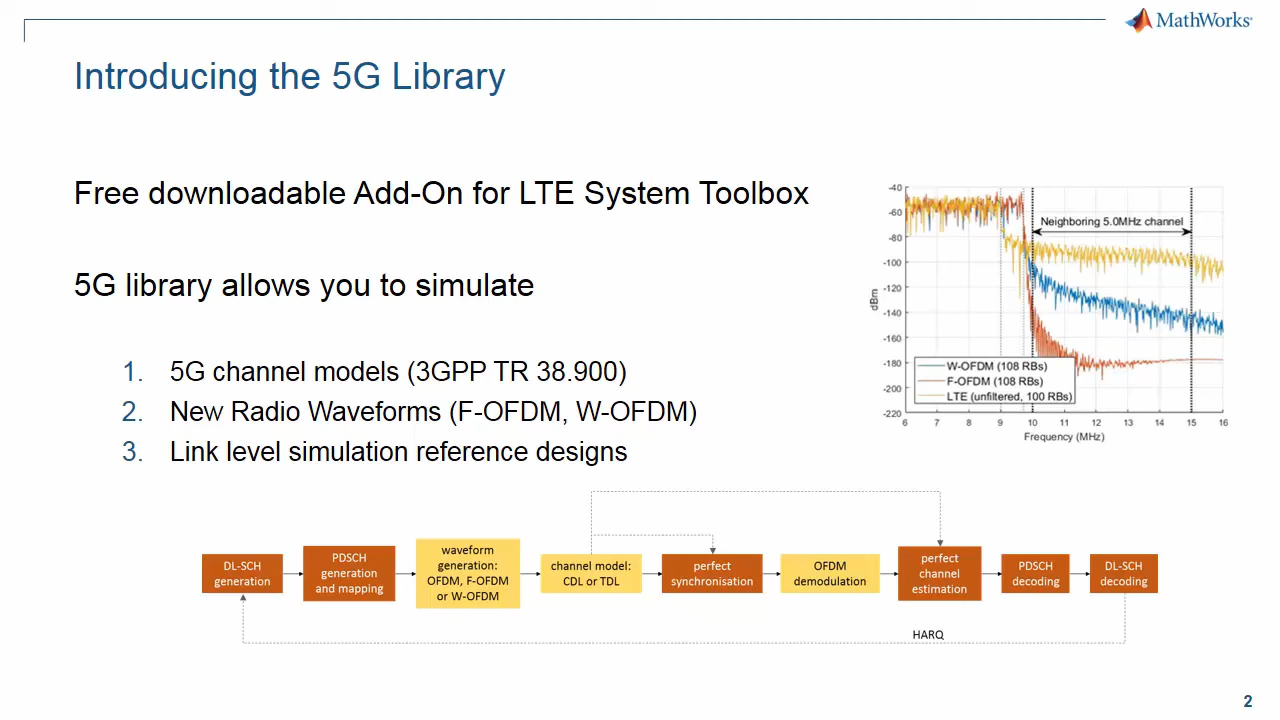 MathWorks®
Introducing the 5G Library
Free downloadable Add-On for LTE System Toolbox
5G library allows you to simulate
1. 5G channel models (3GPP TR 38.900)
2. New Radio Waveforms (F-OFDM, W-OFDM)
3. Link level simulation reference designs
-40
-60
-80
-100
-120
-140
-160
-180
-200
-220
dBm
Neighboring 5.0MHz channel
W-OFDM (108 RBs)
F-OFDM (108 RBs)
LTE (unfiltered, 100 RBs)
6 7 8 9 10 11 12 13 14 15 16
Frequency (MHz)
DL-SCH
generation
PDSCH
generation
and mapping
waveform
generation:
OFDM, F-OFDM
or W-OFDM
channel model:
CDL or TDL
perfect
synchronisation
OFDM
demodulation
perfect
channel
estimation
PDSCH
decoding
DL-SCH
decoding
HARQ
2